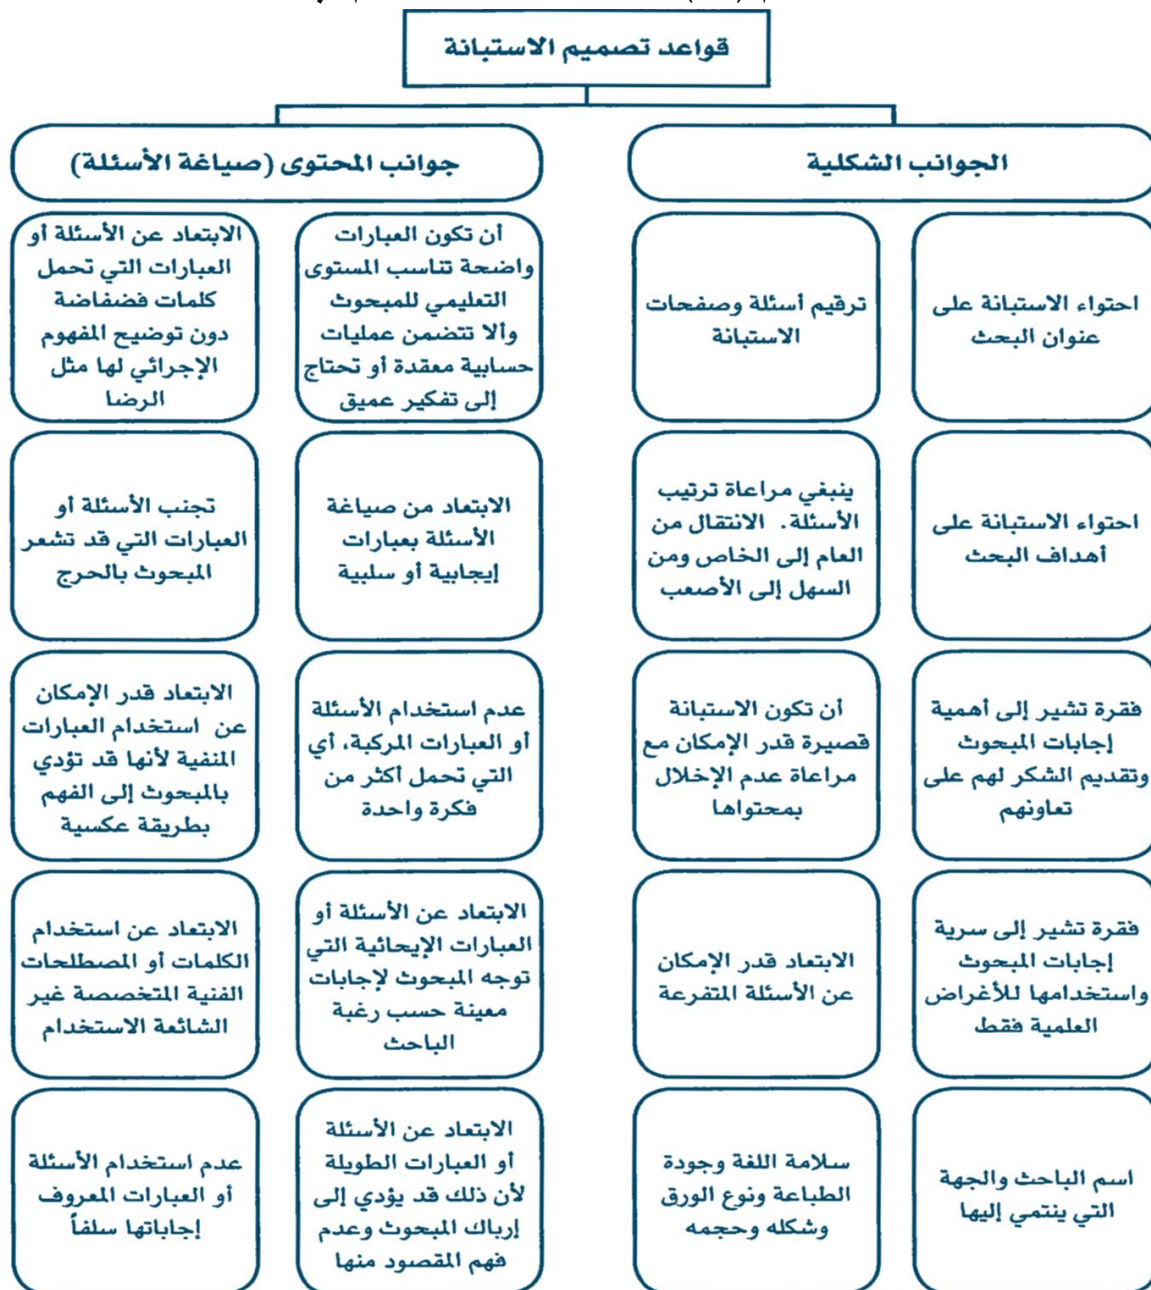 قواعد تصميم الاستبانة
الجوانب الشكلية
احتواء الاستبانة على
عنوان البحث
ترقيم أسئلة وصفحات
الاستبانة
احتواء الاستبانة على
أهداف البحث
ينبغي مراعاة ترتيب
الأسئلة. الانتقال من
العام إلى الخاص ومن
السهل إلى الأصعب
فقرة تشير إلى أهمية
إجابات المبحوث
وتقديم الشكر لهم على
تعاونهم
أن تكون الاستبانة
قصيرة قدر الإمكان مع
مراعاة عدم الإخلال
بمحتواها
فقرة تشير إلى سرية
إجابات المبحوث
واستخدامها للأغراض
العلمية فقط
الابتعاد قدر الإمكان
عن الأسئلة المتفرعة
اسم الباحث والجهة
التي ينتمي إليها
سلامة اللغة وجودة
الطباعة ونوع الورق
وشكله وحجمه
جوانب المحتوى (صياغة الأسئلة)
أن تكون العبارات
واضحة تناسب المستوى
التعليمي للمبحوث
وألا تتضمن عمليات
حسابية معقدة أو تحتاج
إلى تفكير عميق
الابتعاد عن الأسئلة أو
العبارات التي تحمل
كلمات فضفاضة
دون توضيح المفهوم
الإجرائي لها مثل
الرضا
الابتعاد من صياغة
الأسئلة بعبارات
إيجابية أو سلبية
تجنب الأسئلة أو
العبارات التي قد تشعر
المبحوث بالحرج
عدم استخدام الأسئلة
أو العبارات المركبة، أي
التي تحمل أكثر من
فكرة واحدة
الابتعاد قدر الإمكان
عن استخدام العبارات
المنفية لأنها قد تؤدي
بالمبحوث إلى الفهم
بطريقة عكسية
الابتعاد عن الأسئلة أو
العبارات الإيحائية التي
توجه المبحوث لإجابات
معينة حسب رغبة
الباحث
الابتعاد عن استخدام
الكلمات أو المصطلحات
الفنية المتخصصة غير
الشائعة الاستخدام
الابتعاد عن الأسئلة
أو العبارات الطويلة
لأن ذلك قد يؤدي إلى
إرباك المبحوث وعدم
فهم المقصود منها
عدم استخدام الأسئلة
أو العبارات المعروف
إجاباتها سلفاً